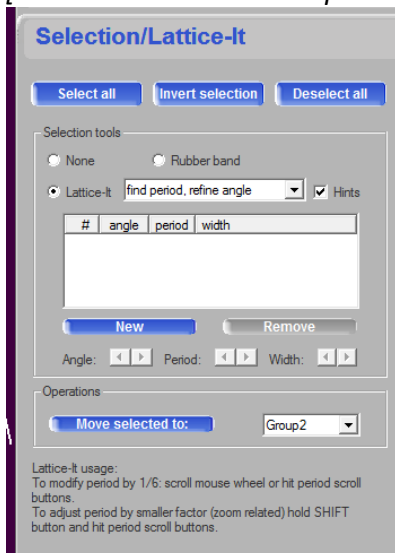 Selection/Lattice-It
Select all Invert selection Deselect all
Selection tools
None Rubber band
Lattice-It find period, refine angle Hints
# angle period width
New Remove
Angle: Period: Width:
Operations
Move selected to: Group2
Lattice-It usage:
To modify period by 1/6: scroll mouse wheel or hit period scroll
buttons.
To adjust period by smaller factor (zoom related) hold SHIFT
button and hit period scroll buttons.